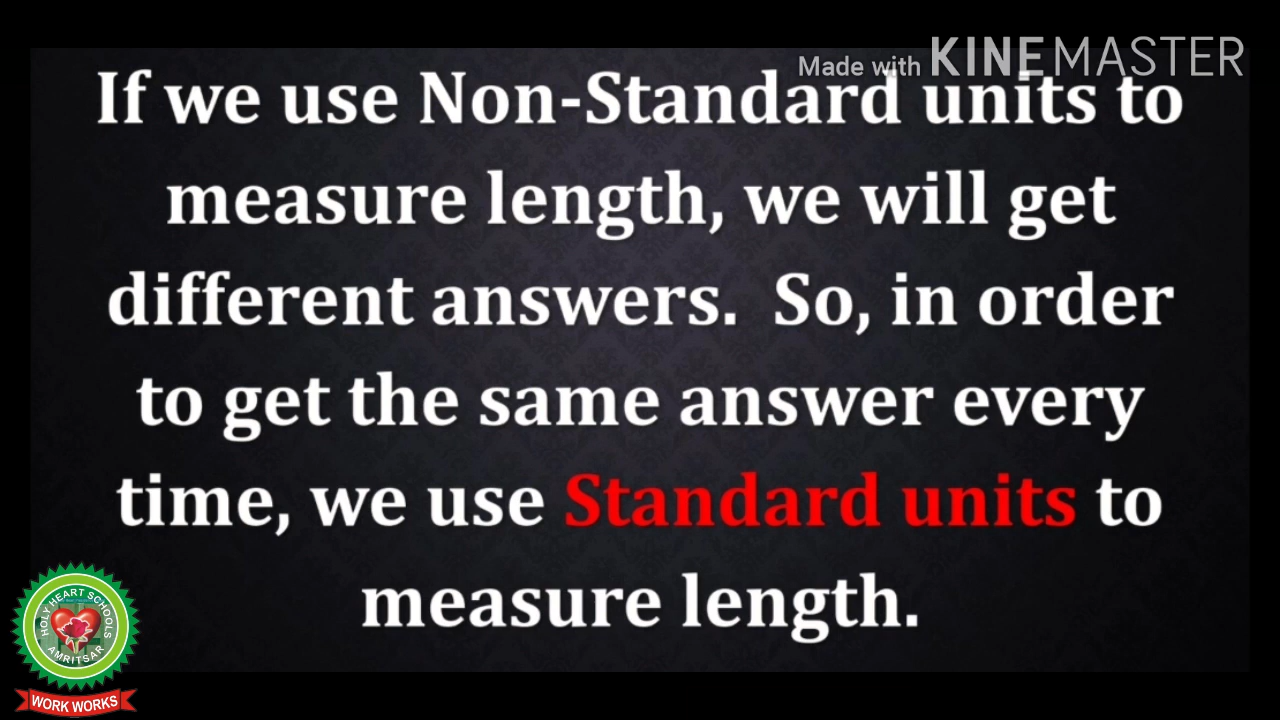 Made with KINEMASTER
If we use Non-Standard units to
measure length, we will get
different answers.  So, in order
to get the same answer every
time, we use Standard units to
measure length.
HOLY HEART SCHOOLS
AMRITSAR
WORK WORKS